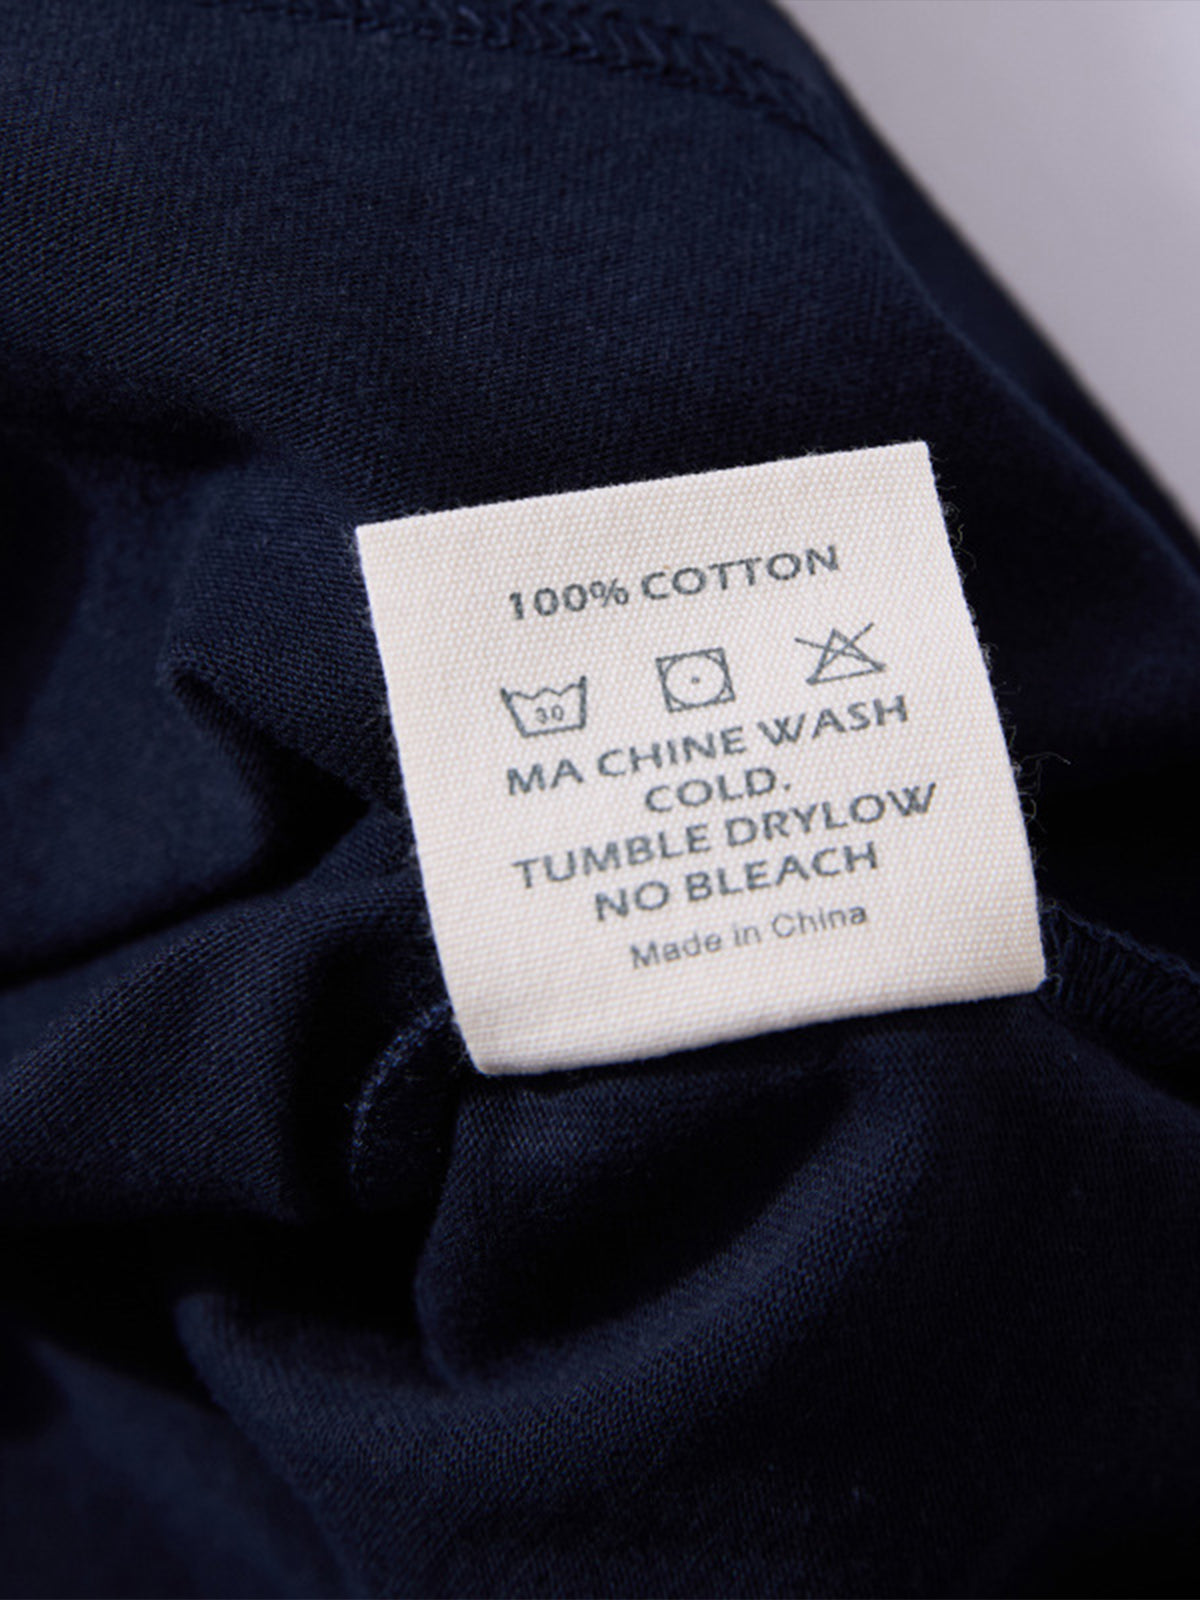 100% COTTON
30
MA CHINE WASH
COLD.
TUMBLE DRYLOW
NO BLEACH
Made in China